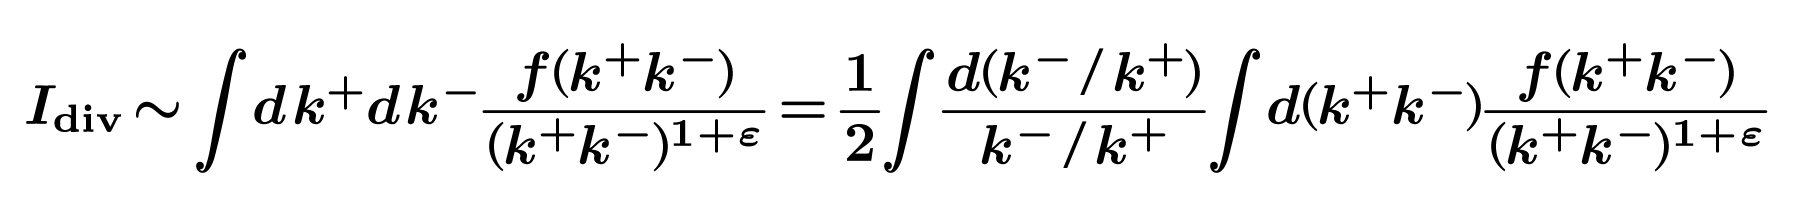 I_div ~ ∫ dk⁺dk⁻ f(k⁺k⁻)/(k⁺k⁻)^{1+ε} = 1/2 ∫ d(k⁻/k⁺)/(k⁻/k⁺) ∫ d(k⁺k⁻) f(k⁺k⁻)/(k⁺k⁻)^{1+ε}